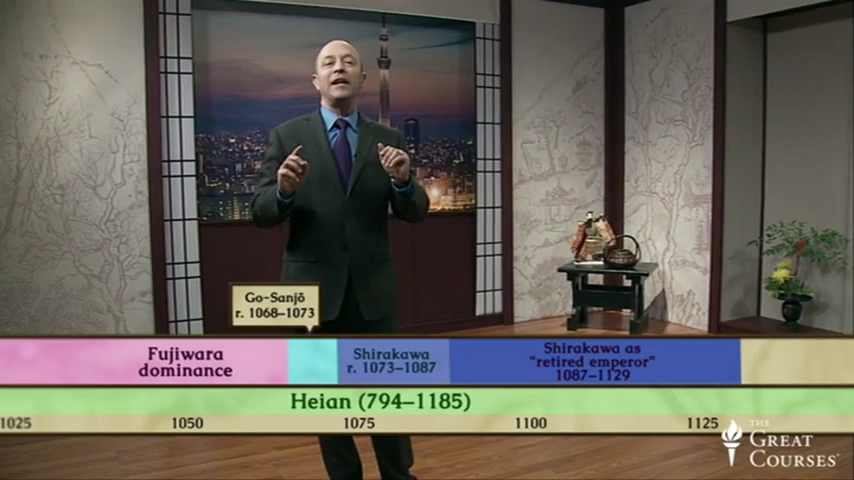 Go-Sanjō
r. 1068–1073
Fujiwara
dominance
Shirakawa
r. 1073–1087
Shirakawa as
"retired emperor"
1087–1129
Heian (794–1185)
1025
1050
1075
1100
1125
THE
GREAT
COURSES®